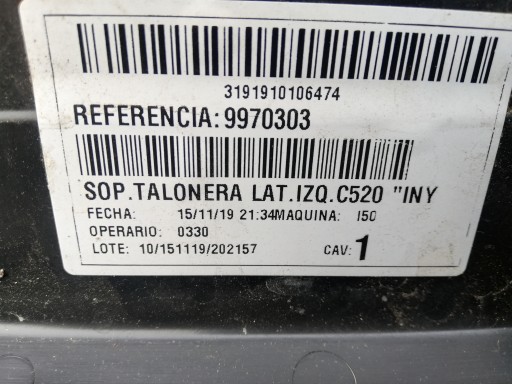 3191910106474
REFERENCIA: 9970303
SOP.TALONERA LAT.IZQ.C520 "INY
FECHA: 15/11/19 21:34 MAQUINA: I50
OPERARIO: 0330
LOTE: 10/151119/202157 CAV: 1